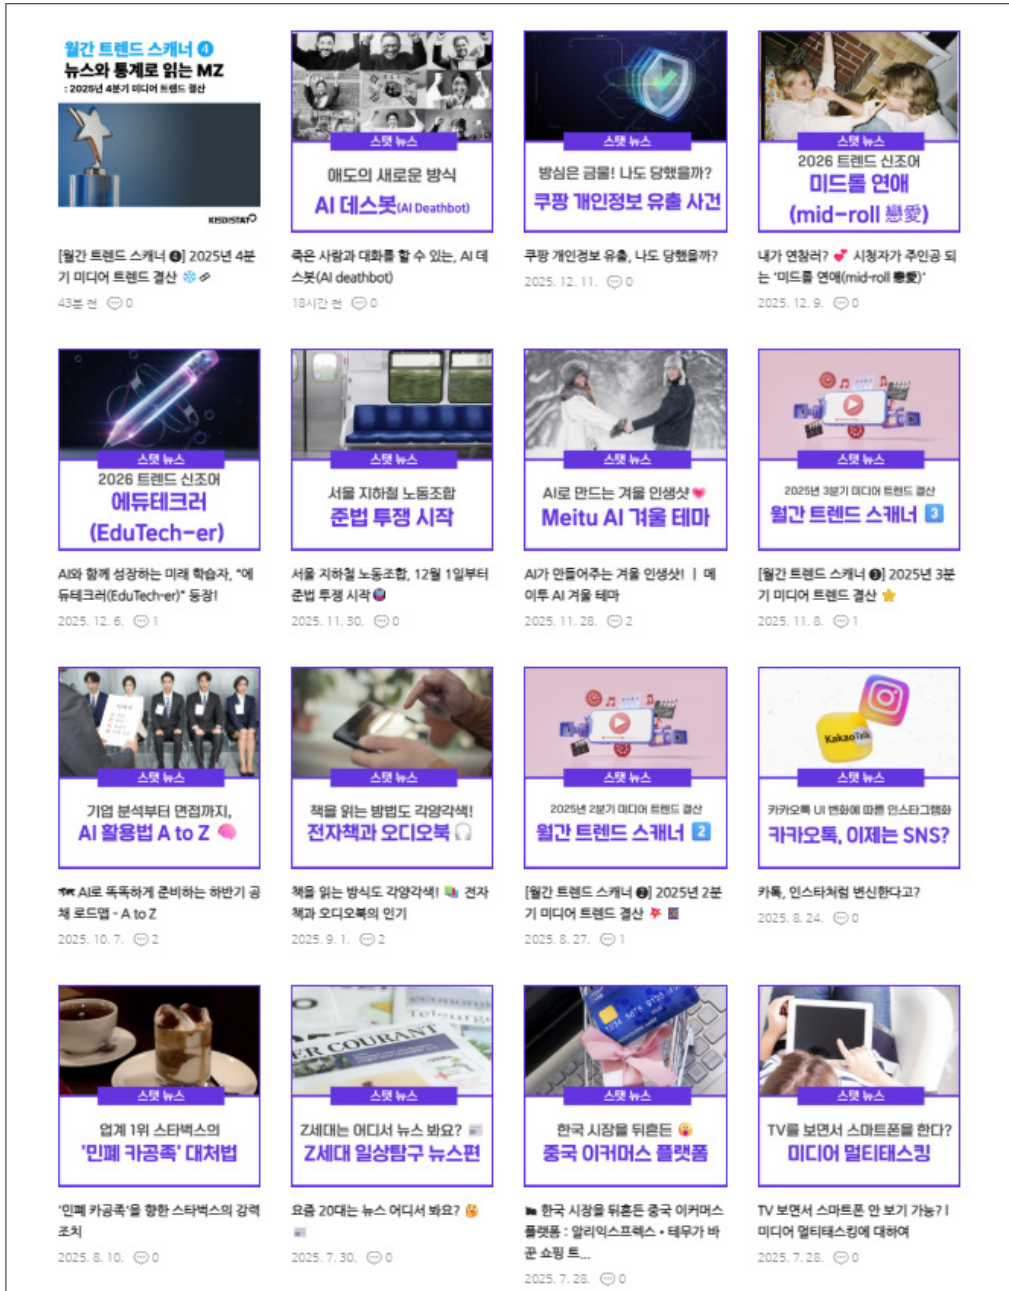 월간 트렌드 스캐너 ❹
뉴스와 통계로 읽는 MZ
: 2025년 4분기 미디어 트렌드 결산
KISDISTAT
[월간 트렌드 스캐너 ❹] 2025년 4분
기 미디어 트렌드 결산 ❄️
43분 전 0
스탯 뉴스
애도의 새로운 방식
AI 데스봇(AI Deathbot)
죽은 사람과 대화를 할 수 있는, AI 데
스봇(AI deathbot)
18시간 전 0
스탯 뉴스
방심은 금물! 나도 당했을까?
쿠팡 개인정보 유출 사건
쿠팡 개인정보 유출, 나도 당했을까?
2025. 12. 11. 0
스탯 뉴스
2026 트렌드 신조어
미드롤 연애
(mid-roll 戀愛)
내가 연참러? 💕 시청자가 주인공 되
는 '미드롤 연애(mid-roll 戀愛)'
2025. 12. 9. 0
스탯 뉴스
2026 트렌드 신조어
에듀테크러
(EduTech-er)
AI와 함께 성장하는 미래 학습자, "에
듀테크러(EduTech-er)" 등장!
2025. 12. 6. 1
스탯 뉴스
서울 지하철 노동조합
준법 투쟁 시작
서울 지하철 노동조합, 12월 1일부터
준법 투쟁 시작
2025. 11. 30. 0
스탯 뉴스
AI로 만드는 겨울 인생샷💗
Meitu AI 겨울 테마
AI가 만들어주는 겨울 인생샷! | 메
이투 AI 겨울 테마
2025. 11. 28. 2
스탯 뉴스
2025년 3분기 미디어 트렌드 결산
월간 트렌드 스캐너 3
[월간 트렌드 스캐너 ❸] 2025년 3분
기 미디어 트렌드 결산
2025. 11. 8. 1
스탯 뉴스
기업 분석부터 면접까지,
AI 활용법 A to Z 🧠
AI로 똑똑하게 준비하는 하반기 공
채 로드맵 - A to Z
2025. 10. 7. 2
스탯 뉴스
책을 읽는 방법도 각양각색!
전자책과 오디오북 🎧
책을 읽는 방식도 각양각색! 📚 전자
책과 오디오북의 인기
2025. 9. 1. 2
스탯 뉴스
2025년 2분기 미디어 트렌드 결산
월간 트렌드 스캐너 2
[월간 트렌드 스캐너 ❷] 2025년 2분
기 미디어 트렌드 결산
2025. 8. 27. 1
KakaoTalk
스탯 뉴스
카카오톡 UI 변화에 따른 인스타그램화
카카오톡, 이제는 SNS?
카톡, 인스타처럼 변신한다고?
2025. 8. 24. 0
스탯 뉴스
업계 1위 스타벅스의
'민폐 카공족' 대처법
'민폐 카공족'을 향한 스타벅스의 강력
조치
2025. 8. 10. 0
ER COURANT
스탯 뉴스
Z세대는 어디서 뉴스 봐요? 📰
Z세대 일상탐구 뉴스편
요즘 20대는 뉴스 어디서 봐요?
📰
2025. 7. 30. 0
스탯 뉴스
한국 시장을 뒤흔든
중국 이커머스 플랫폼
한국 시장을 뒤흔든 중국 이커머스
플랫폼 : 알리익스프레스 • 테무가 바
꾼 쇼핑 트...
2025. 7. 28. 0
스탯 뉴스
TV를 보면서 스마트폰을 한다?
미디어 멀티태스킹
TV 보면서 스마트폰 안 보기 가능? |
미디어 멀티태스킹에 대하여
2025. 7. 28. 0